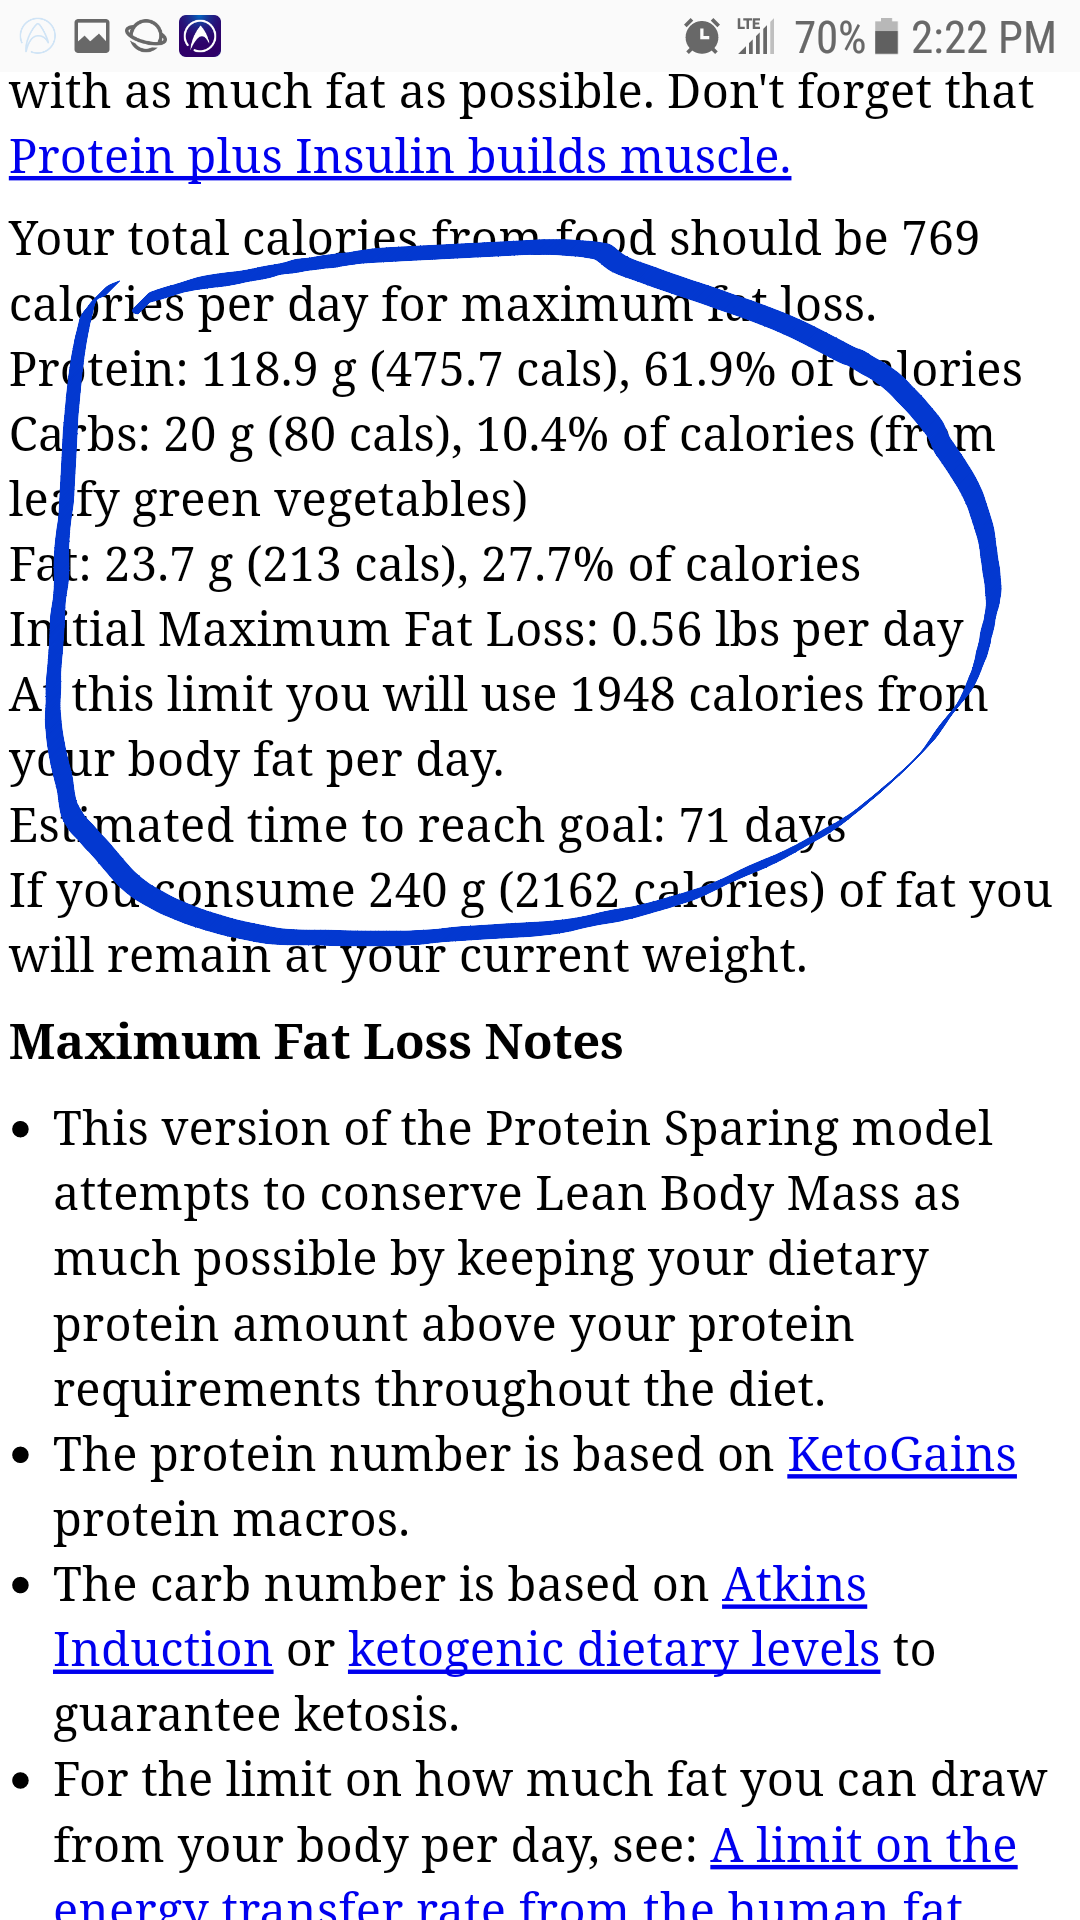 LTE 70% 2:22 PM
with as much fat as possible. Don't forget that
Protein plus Insulin builds muscle.
Your total calories from food should be 769
calories per day for maximum fat loss.
Protein: 118.9 g (475.7 cals), 61.9% of calories
Carbs: 20 g (80 cals), 10.4% of calories (from
leafy green vegetables)
Fat: 23.7 g (213 cals), 27.7% of calories
Initial Maximum Fat Loss: 0.56 lbs per day
At this limit you will use 1948 calories from
your body fat per day.
Estimated time to reach goal: 71 days
If you consume 240 g (2162 calories) of fat you
will remain at your current weight.
Maximum Fat Loss Notes
• This version of the Protein Sparing model
attempts to conserve Lean Body Mass as
much possible by keeping your dietary
protein amount above your protein
requirements throughout the diet.
• The protein number is based on KetoGains
protein macros.
• The carb number is based on Atkins
Induction or ketogenic dietary levels to
guarantee ketosis.
• For the limit on how much fat you can draw
from your body per day, see: A limit on the
energy transfer rate from the human fat